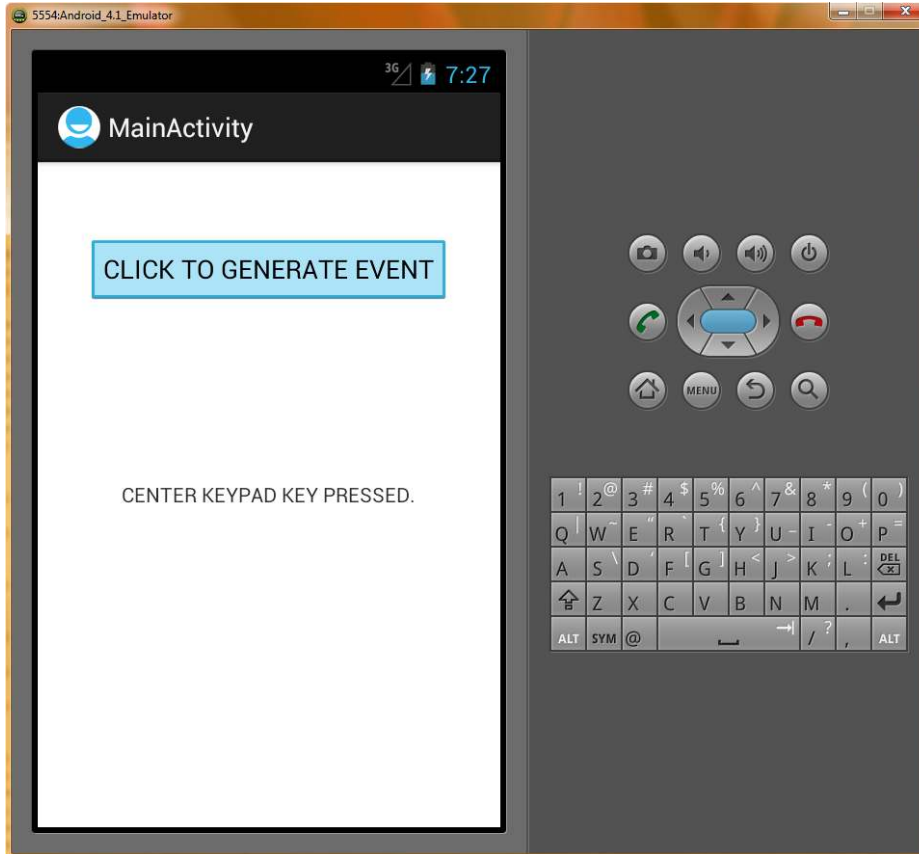 5554:Android_4.1_Emulator
3G 7:27
MainActivity
CLICK TO GENERATE EVENT
CENTER KEYPAD KEY PRESSED.
MENU
1 ! 2 @ 3 # 4 $ 5 % 6 ^ 7 & 8 * 9 ( 0 )
Q | W ~ E " R ` T { Y } U _ I - O + P =
A S \ D ' F [ G ] H < J > K ; L : DEL
Z X C V B N M .
ALT SYM @ / ? , ALT